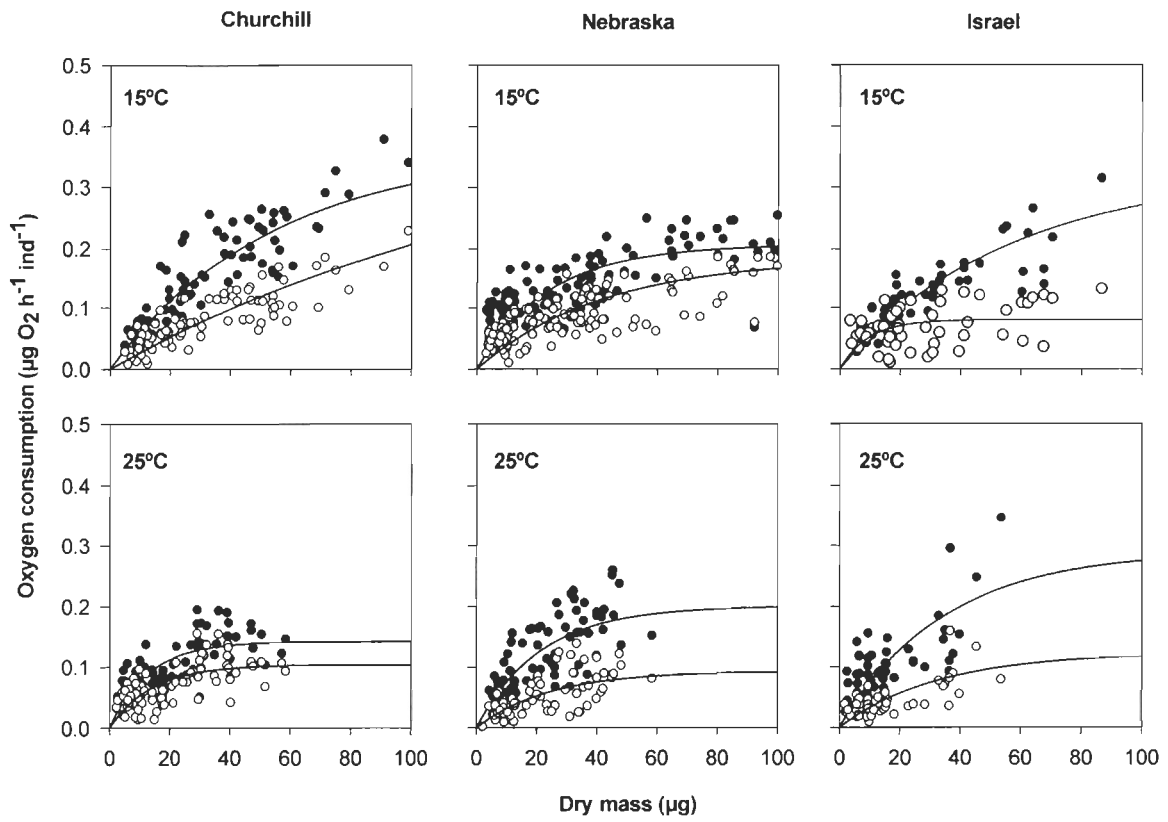 Churchill Nebraska Israel
Oxygen consumption (µg O₂ h⁻¹ ind⁻¹)
0.5
0.4
0.3
0.2
0.1
0.0
15ºC 15ºC 15ºC
0.5
0.4
0.3
0.2
0.1
0.0
25ºC 25ºC 25ºC
0 20 40 60 80 100 0 20 40 60 80 100 0 20 40 60 80 100
Dry mass (µg)